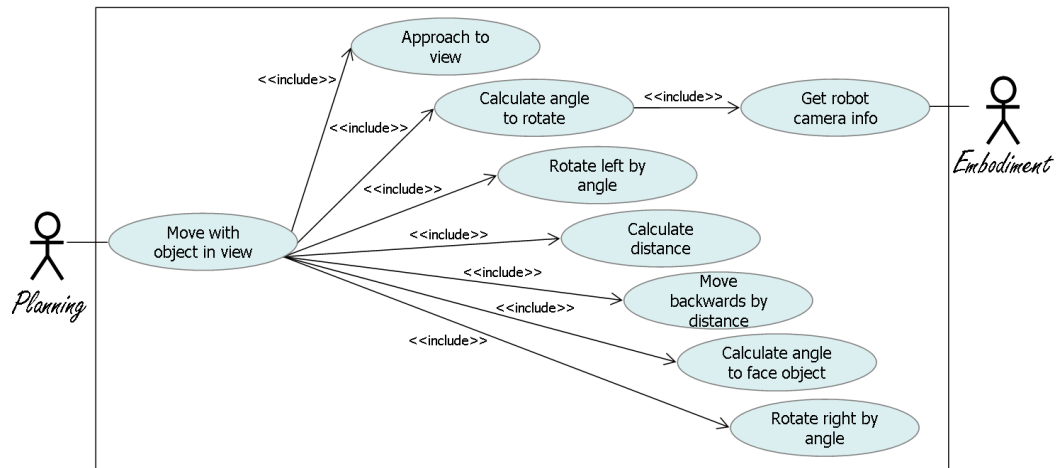 Approach to
view
<<include>>
Calculate angle
to rotate
<<include>>
Get robot
camera info
<<include>>
Embodiment
Rotate left by
angle
<<include>>
Move with
object in view
Planning
Calculate
distance
<<include>>
Move
backwards by
distance
<<include>>
<<include>>
Calculate angle
to face object
<<include>>
Rotate right by
angle